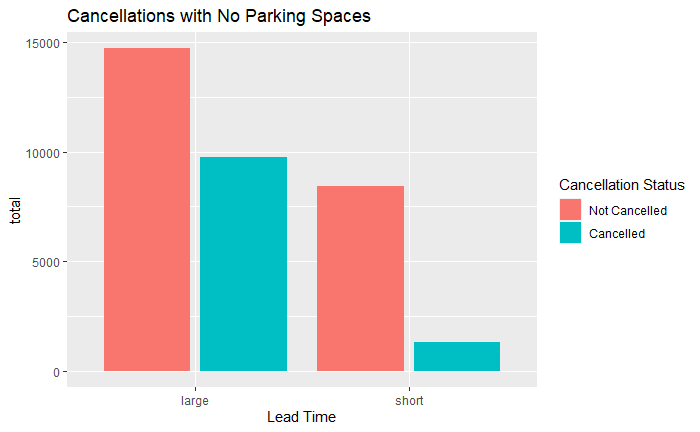 Cancellations with No Parking Spaces
15000
10000
5000
0
total
large
short
Lead Time
Cancellation Status
Not Cancelled
Cancelled